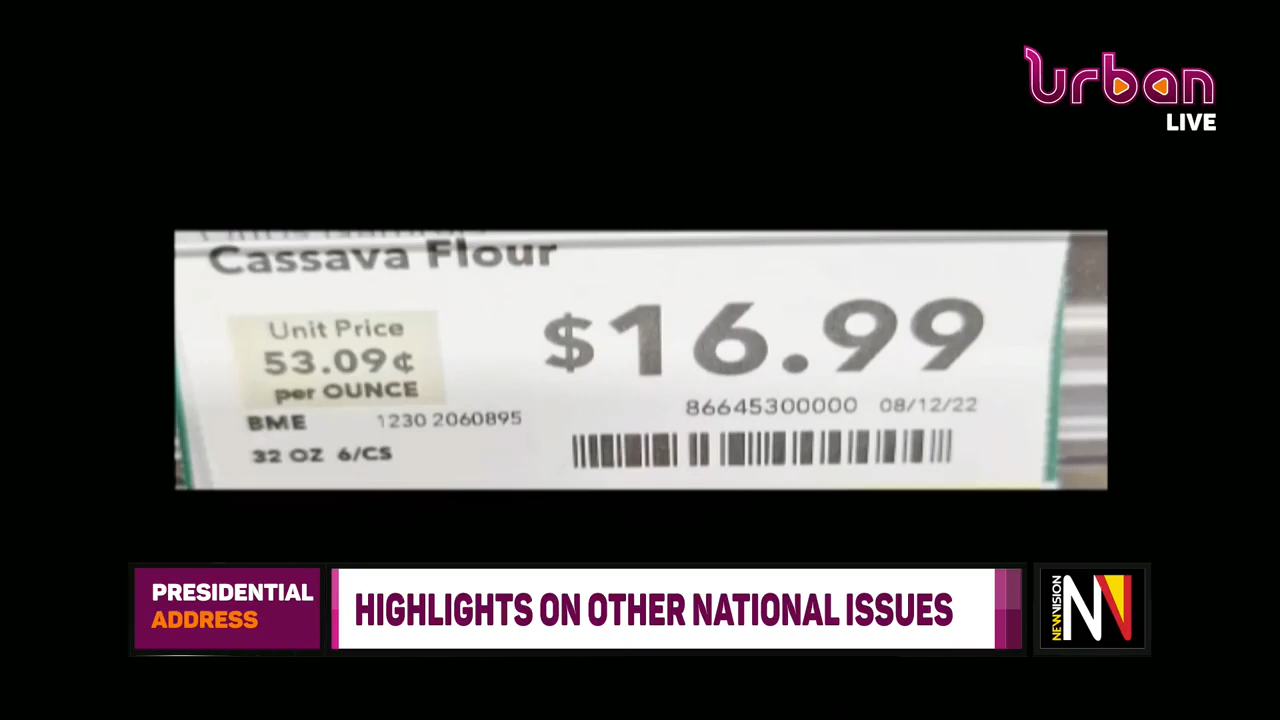 Urban
LIVE
Cassava Flour
Unit Price
53.09¢
per OUNCE
$16.99
BME 1230 2060895
86645300000 08/12/22
32 OZ 6/CS
PRESIDENTIAL
ADDRESS
HIGHLIGHTS ON OTHER NATIONAL ISSUES
NEW VISION
N